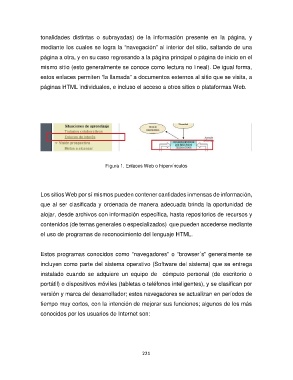 tonalidades distintas o subrayadas) de la información presente en la página, y
mediante los cuales se logra la "navegación" al interior del sitio, saltando de una
página a otra, y en su caso regresando a la página principal o página de inicio en el
mismo sitio (esto generalmente se conoce como lectura no lineal). De igual forma,
estos enlaces permiten "la llamada" a documentos externos al sitio que se visita, a
páginas HTML individuales, e incluso el acceso a otros sitios o plataformas Web.
Situaciones de aprendizaje
Enlaces de interés
Figura 1. Enlaces Web o hipervínculos
Los sitios Web por sí mismos pueden contener cantidades inmensas de información,
que al ser clasificada y ordenada de manera adecuada brinda la oportunidad de
alojar, desde archivos con información específica, hasta repositorios de recursos y
contenidos (de temas generales o especializados) que pueden accederse mediante
el uso de programas de reconocimiento del lenguaje HTML.
Estos programas conocidos como "navegadores" o "browser´s" generalmente se
incluyen como parte del sistema operativo (Software del sistema) que se entrega
instalado cuando se adquiere un equipo de cómputo personal (de escritorio o
portátil) o dispositivos móviles (tabletas o teléfonos inteligentes), y se clasifican por
versión y marca del desarrollador; estos navegadores se actualizan en períodos de
tiempo muy cortos, con la intención de mejorar sus funciones; algunos de los más
conocidos por los usuarios de Internet son:
221